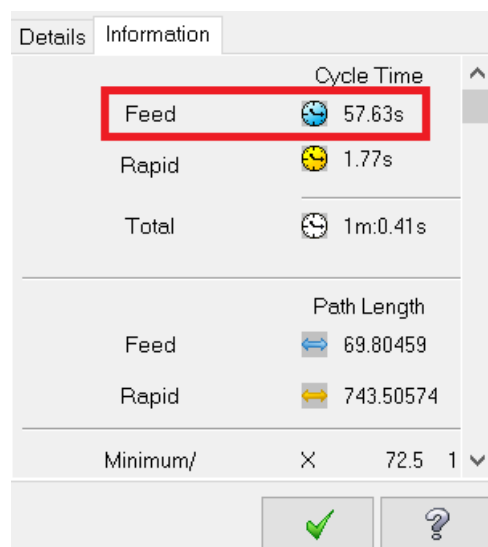 Details Information
Cycle Time
Feed 57.63s
Rapid 1.77s
Total 1m:0.41s
Path Length
Feed 69.80459
Rapid 743.50574
Minimum/ X 72.5 1